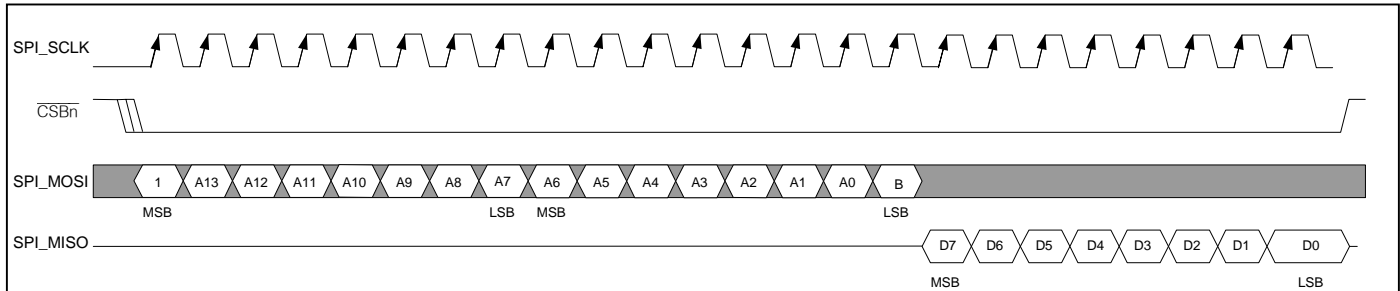 SPI_SCLK
CSBn
SPI_MOSI 1 A13 A12 A11 A10 A9 A8 A7 A6 A5 A4 A3 A2 A1 A0 B
MSB LSB MSB LSB
SPI_MISO D7 D6 D5 D4 D3 D2 D1 D0
MSB LSB